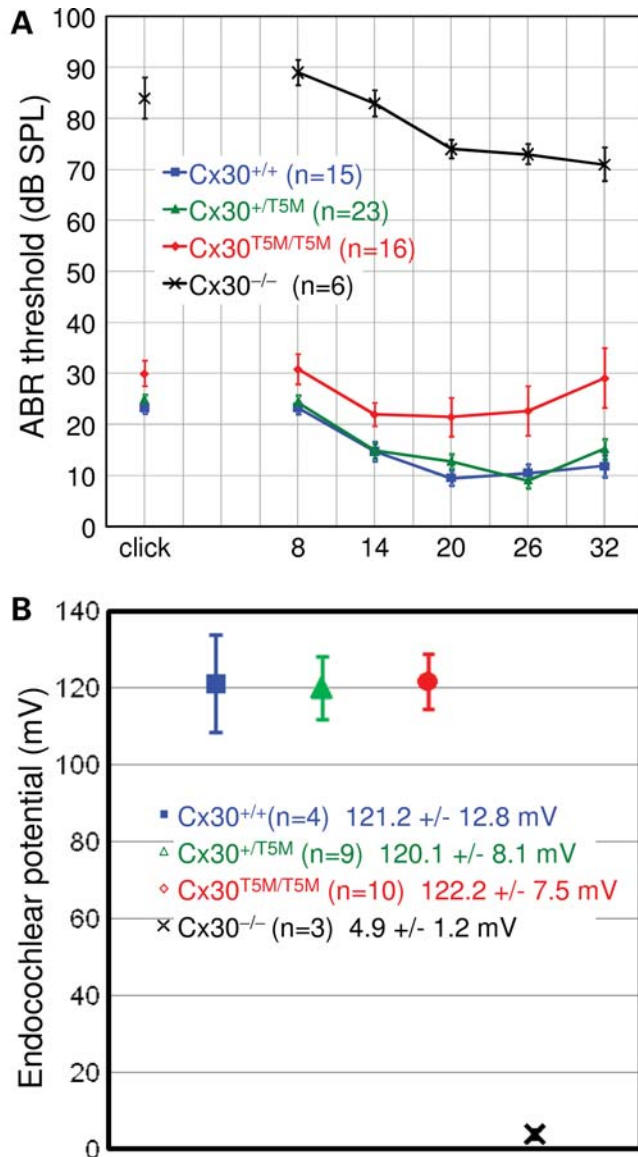 A
ABR threshold (dB SPL)
100
90
80
70
60
50
40
30
20
10
0
Cx30+/+ (n=15)
Cx30+/T5M (n=23)
Cx30T5M/T5M (n=16)
Cx30–/– (n=6)
click 8 14 20 26 32
B
Endocochlear potential (mV)
140
120
100
80
60
40
20
0
Cx30+/+(n=4) 121.2 +/- 12.8 mV
Cx30+/T5M (n=9) 120.1 +/- 8.1 mV
Cx30T5M/T5M (n=10) 122.2 +/- 7.5 mV
Cx30–/– (n=3) 4.9 +/- 1.2 mV